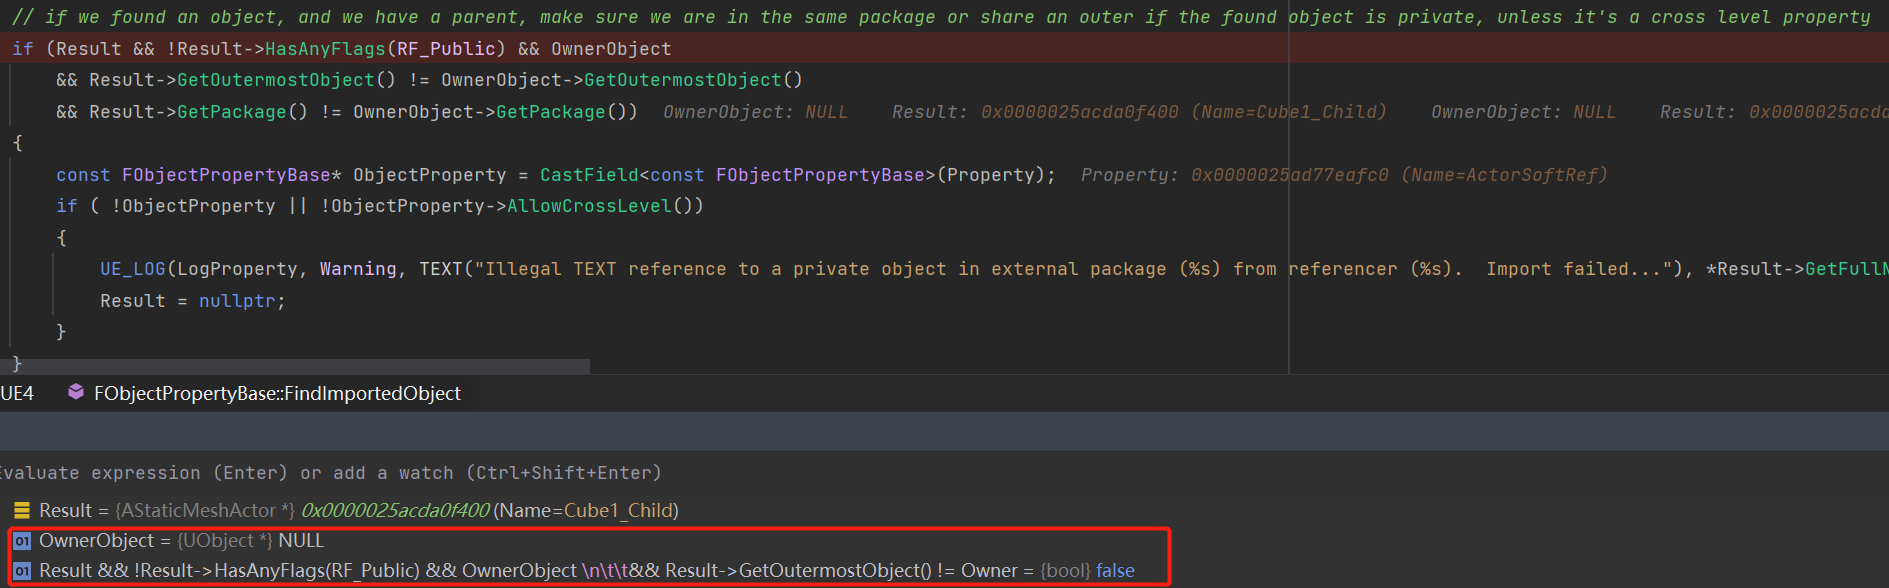 // if we found an object, and we have a parent, make sure we are in the same package or share an outer if the found object is private, unless it's a cross level property
if (Result && !Result->HasAnyFlags(RF_Public) && OwnerObject
&& Result->GetOutermostObject() != OwnerObject->GetOutermostObject()
&& Result->GetPackage() != OwnerObject->GetPackage()) OwnerObject: NULL Result: 0x0000025acda0f400 (Name=Cube1_Child) OwnerObject: NULL Result: 0x0000025acda
{
const FObjectPropertyBase* ObjectProperty = CastField<const FObjectPropertyBase>(Property); Property: 0x0000025ad77eafc0 (Name=ActorSoftRef)
if ( !ObjectProperty || !ObjectProperty->AllowCrossLevel())
{
UE_LOG(LogProperty, Warning, TEXT("Illegal TEXT reference to a private object in external package (%s) from referencer (%s).  Import failed..."), *Result->GetFullN
Result = nullptr;
}
}
UE4 FObjectPropertyBase::FindImportedObject
Evaluate expression (Enter) or add a watch (Ctrl+Shift+Enter)
Result = {AStaticMeshActor *} 0x0000025acda0f400 (Name=Cube1_Child)
01 OwnerObject = {UObject *} NULL
01 Result && !Result->HasAnyFlags(RF_Public) && OwnerObject \n\t\t&& Result->GetOutermostObject() != Owner = {bool} false